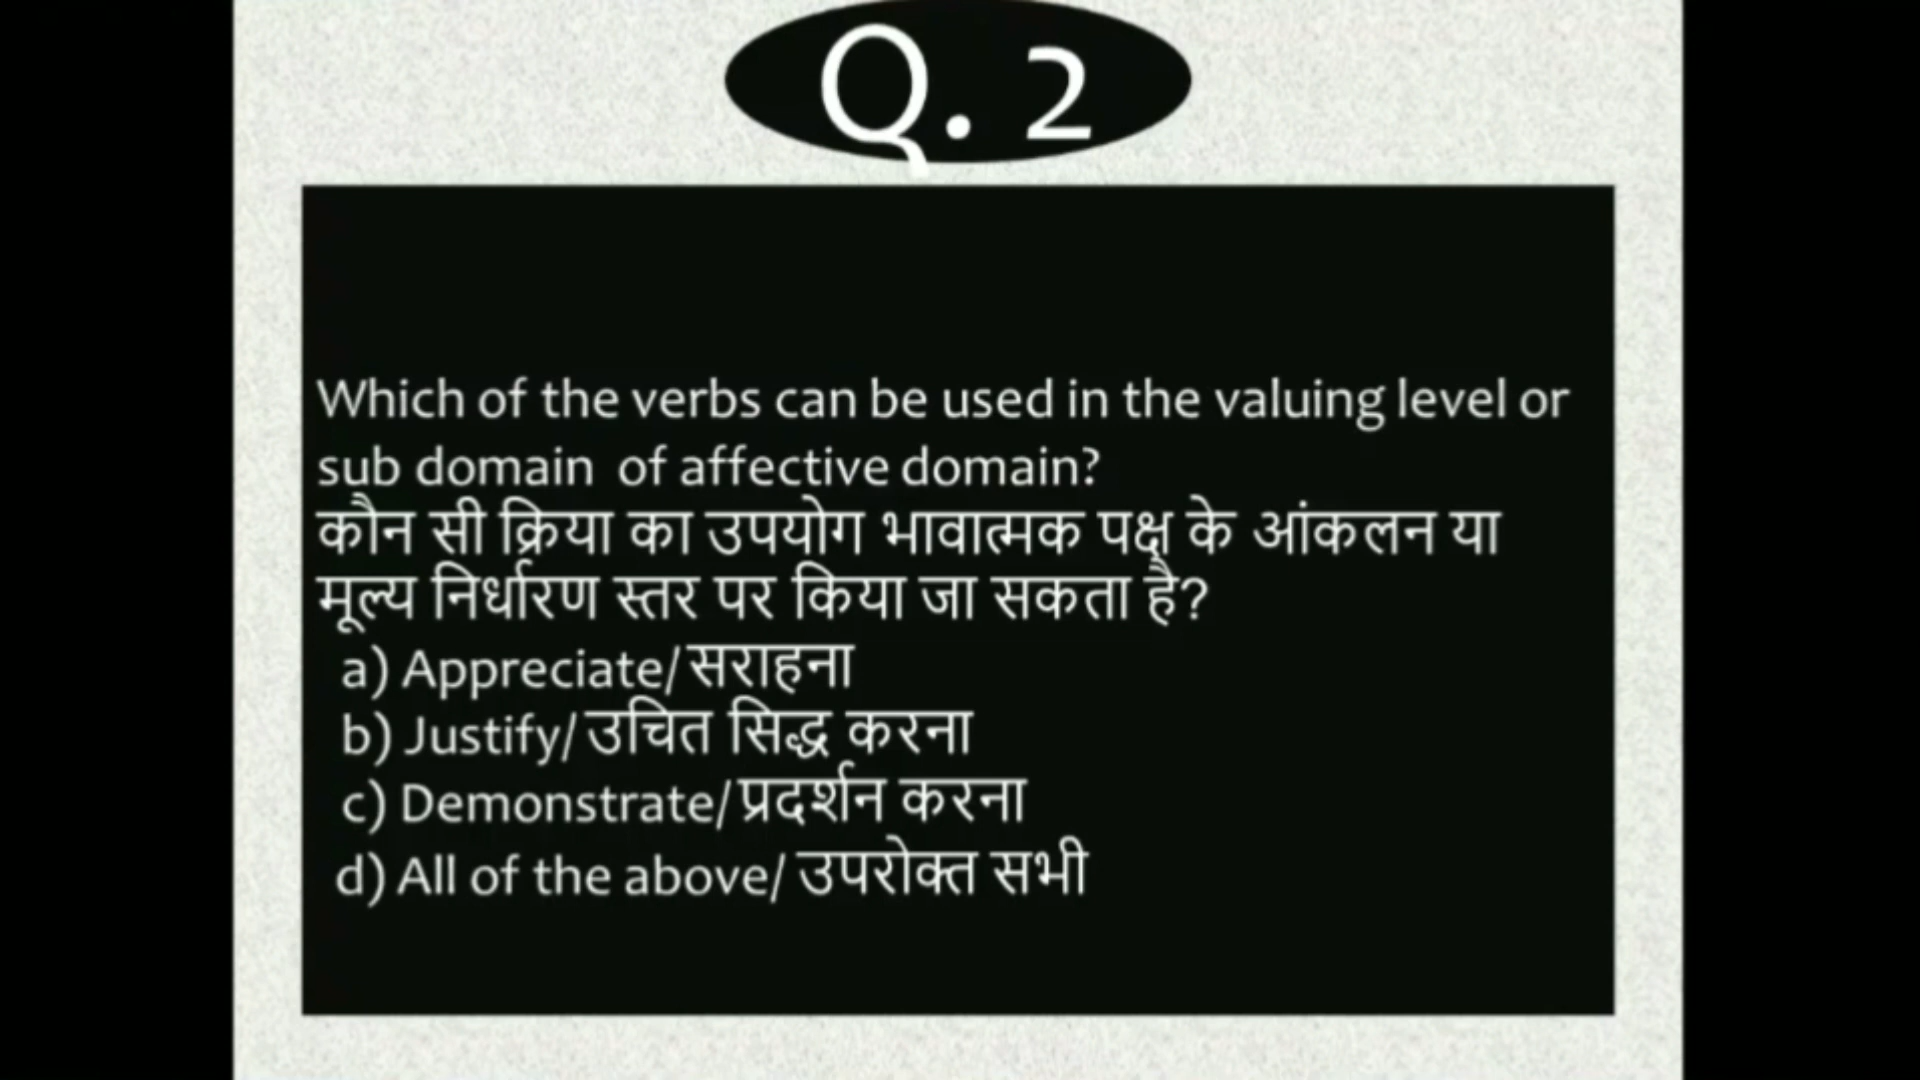 Q. 2
Which of the verbs can be used in the valuing level or
sub domain of affective domain?
कौन सी क्रिया का उपयोग भावात्मक पक्ष के आंकलन या
मूल्य निर्धारण स्तर पर किया जा सकता है?
a) Appreciate/सराहना
b) Justify/उचित सिद्ध करना
c) Demonstrate/प्रदर्शन करना
d) All of the above/ उपरोक्त सभी